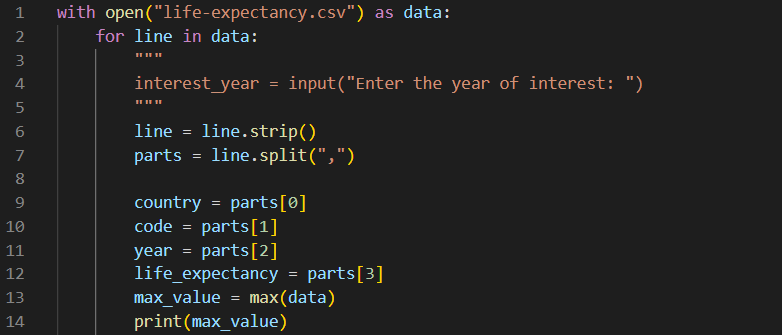 1 with open("life-expectancy.csv") as data:
2     for line in data:
3         """
4         interest_year = input("Enter the year of interest: ")
5         """
6         line = line.strip()
7         parts = line.split(",")
8
9         country = parts[0]
10         code = parts[1]
11         year = parts[2]
12         life_expectancy = parts[3]
13         max_value = max(data)
14         print(max_value)